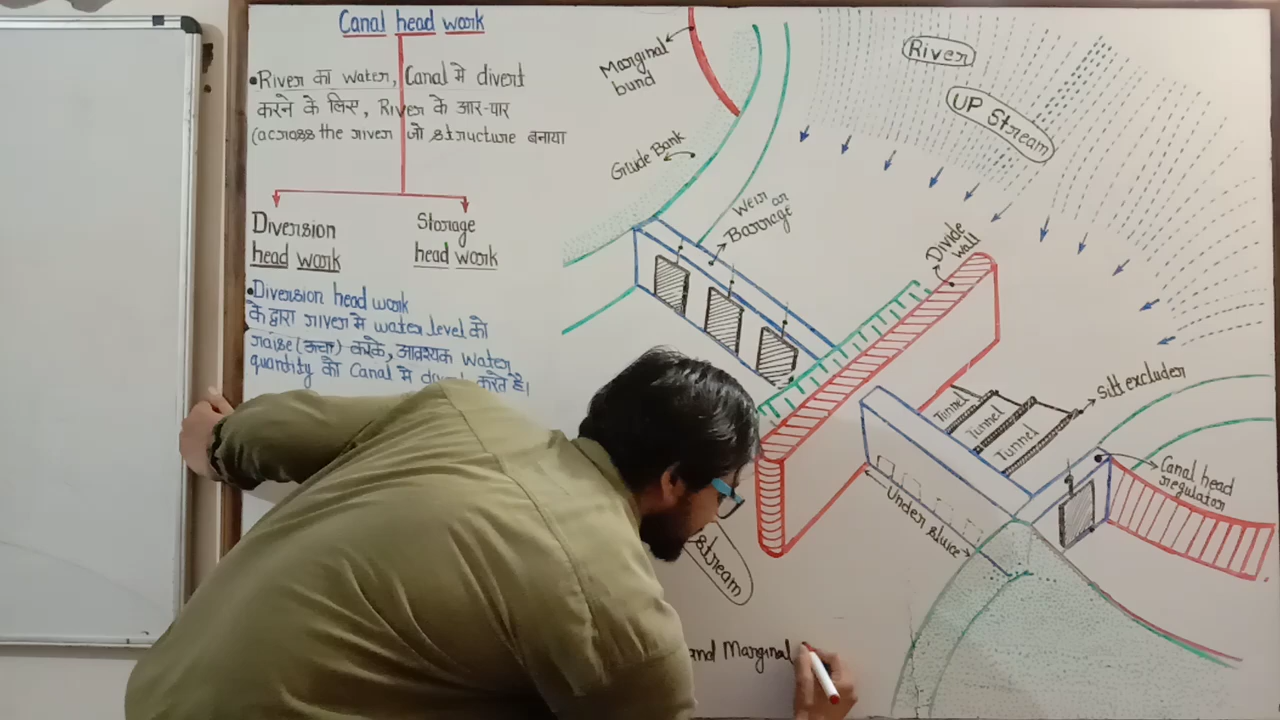 Canal head work
•River का water, Canal मे divert
करने के लिए, River के आर-पार
(across the river जो structure बनाया
Diversion
head work
Storage
head work
•Diversion head work
के द्वारा river मे water level को
raise (ऊचा) करके, आवश्यक water
quantity को Canal मे करते है।
Marginal
bund
River
UP Stream
Guide Bank
Weir or
Barrage
Divide
wall
Tunnel
Tunnel
Tunnel
Silt excluder
Canal head
regulator
Under sluice
stream
and Marginal